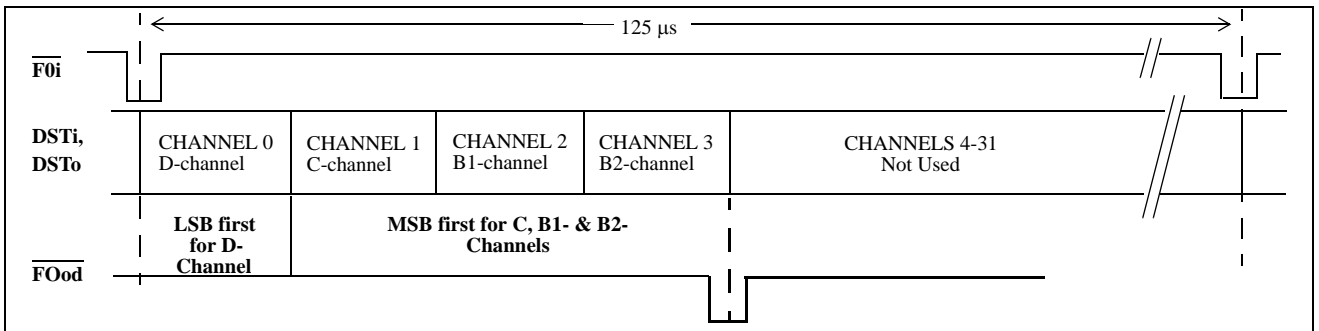 125 μs
F0i
DSTi,
DSTo
CHANNEL 0
D-channel
CHANNEL 1
C-channel
CHANNEL 2
B1-channel
CHANNEL 3
B2-channel
CHANNELS 4-31
Not Used
LSB first
for D-
Channel
MSB first for C, B1- & B2-
Channels
FOod